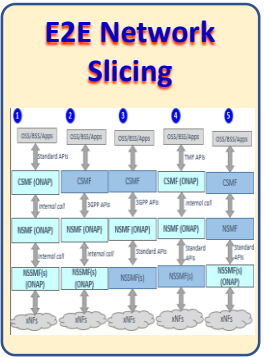 E2E Network
Slicing
1 2 3 4 5
OSS/BSS/Apps OSS/BSS/Apps OSS/BSS/Apps OSS/BSS/Apps OSS/BSS/Apps
Standard APIs TMF APIs
CSMF (ONAP) CSMF CSMF CSMF (ONAP) CSMF
Internal call 3GPP APIs 3GPP APIs Internal call
NSMF (ONAP) NSMF (ONAP) NSMF (ONAP) NSMF (ONAP) NSMF
Internal call Internal call Standard APIs Standard APIs Standard APIs
NSSMF(s) (ONAP) NSSMF(s) (ONAP) NSSMF(s) NSSMF(s) NSSMF(s) (ONAP)
xNFs xNFs xNFs xNFs xNFs